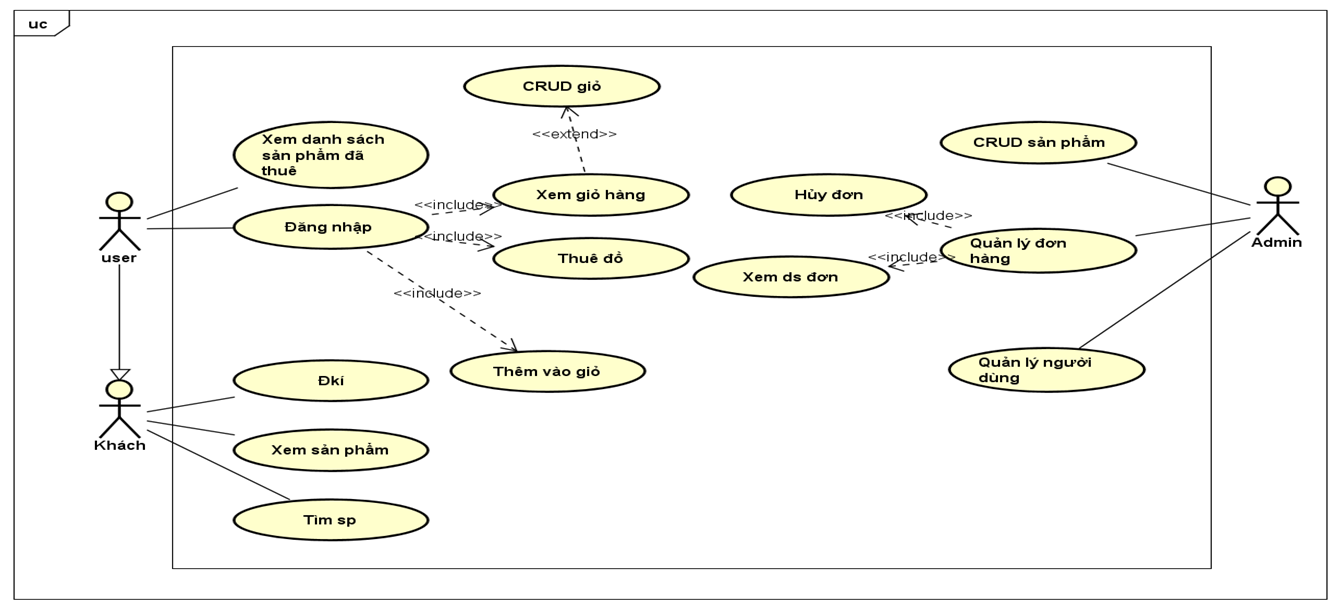 uc
CRUD giỏ
<<extend>>
Xem danh sách
sản phẩm đã
thuê
CRUD sản phẩm
Xem giỏ hàng
Hủy đơn
<<include>>
<<include>>
Đăng nhập
<<include>>
user
Admin
Quản lý đơn
hàng
Thuê đồ
<<include>>
Xem ds đơn
<<include>>
Thêm vào giỏ
Quản lý người
dùng
Đkí
Khách
Xem sản phẩm
Tìm sp